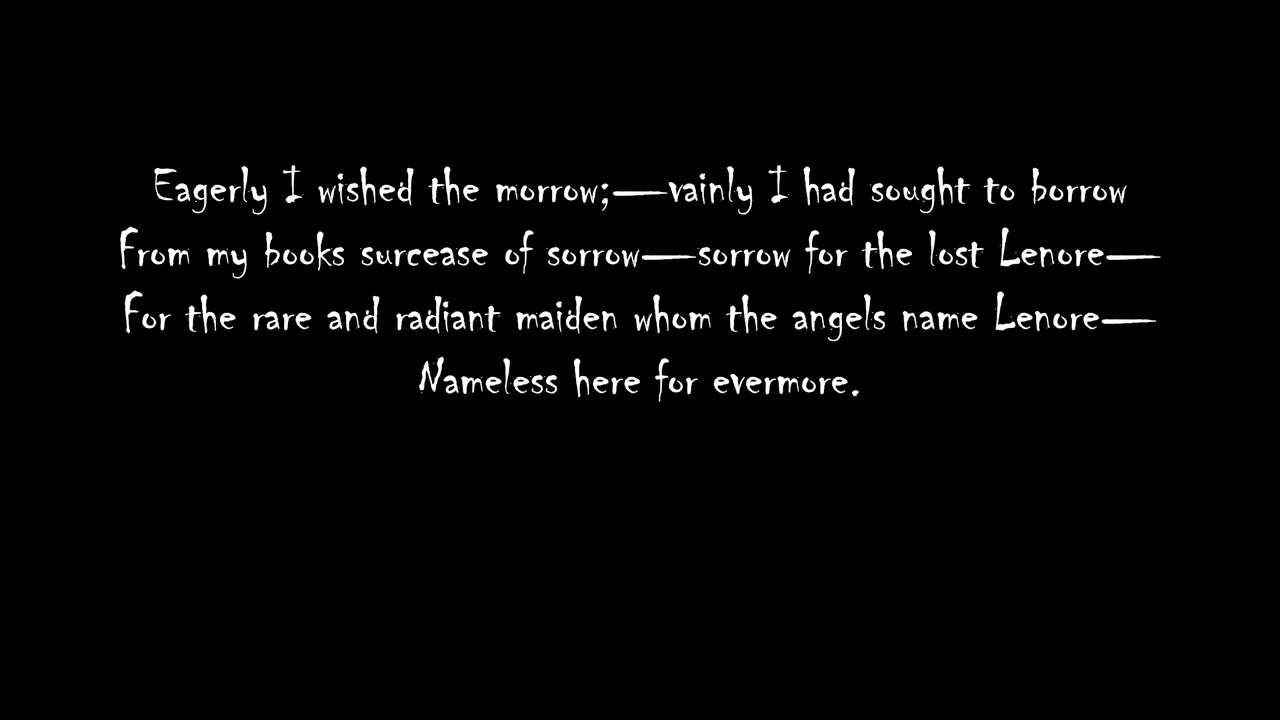 Eagerly I wished the morrow;—vainly I had sought to borrow
From my books surcease of sorrow—sorrow for the lost Lenore—
For the rare and radiant maiden whom the angels name Lenore—
Nameless here for evermore.